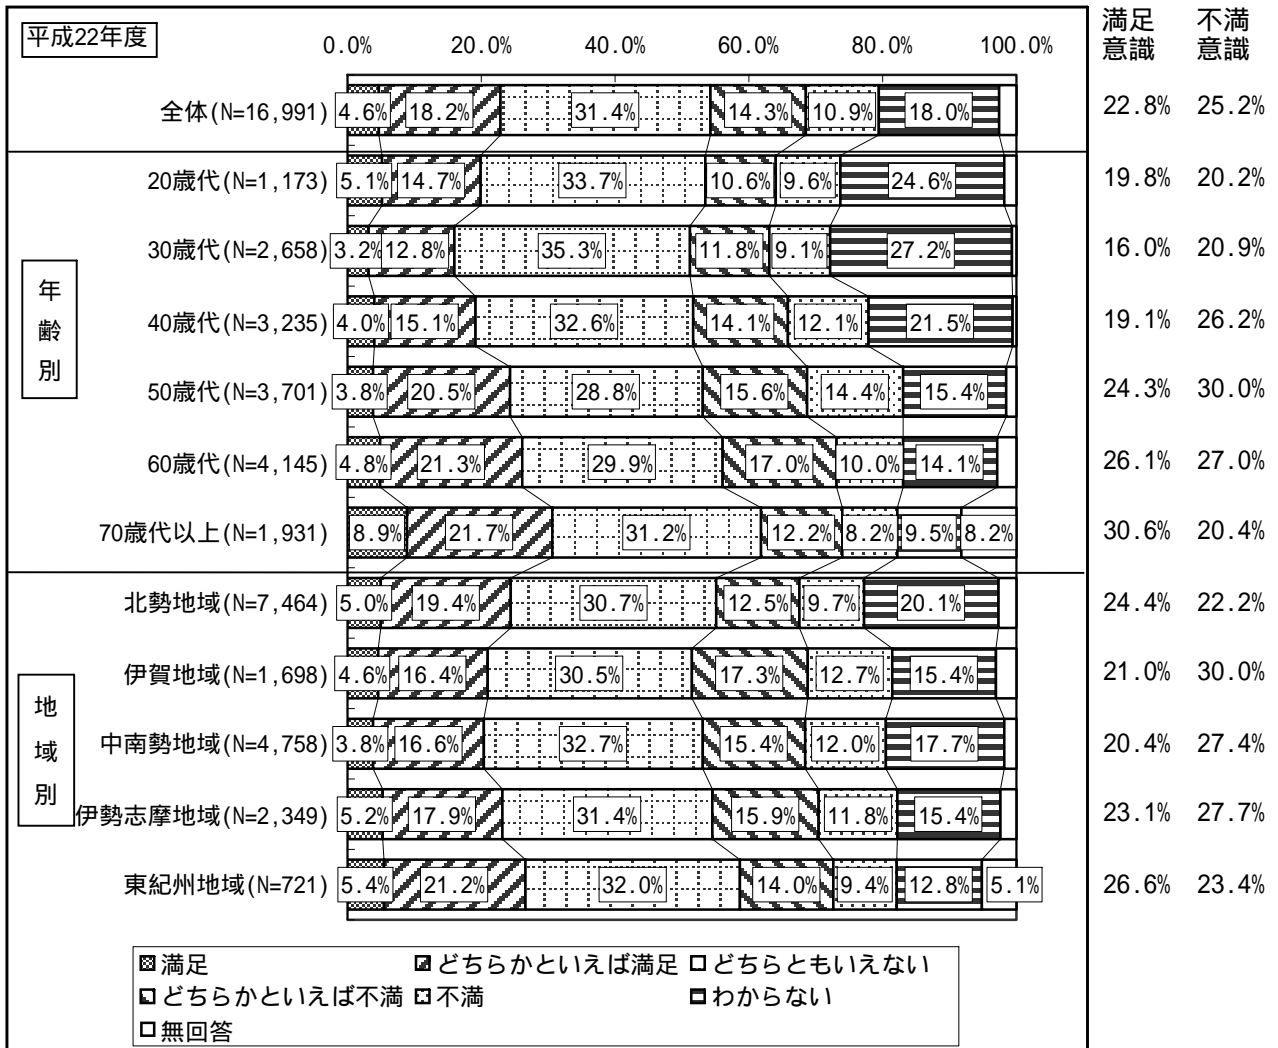 平成22年度
満足 不満
意識 意識
0.0% 20.0% 40.0% 60.0% 80.0% 100.0%
全体(N=16,991) 4.6% 18.2% 31.4% 14.3% 10.9% 18.0% 22.8% 25.2%
年齢別
20歳代(N=1,173) 5.1% 14.7% 33.7% 10.6% 9.6% 24.6% 19.8% 20.2%
30歳代(N=2,658) 3.2% 12.8% 35.3% 11.8% 9.1% 27.2% 16.0% 20.9%
40歳代(N=3,235) 4.0% 15.1% 32.6% 14.1% 12.1% 21.5% 19.1% 26.2%
50歳代(N=3,701) 3.8% 20.5% 28.8% 15.6% 14.4% 15.4% 24.3% 30.0%
60歳代(N=4,145) 4.8% 21.3% 29.9% 17.0% 10.0% 14.1% 26.1% 27.0%
70歳代以上(N=1,931) 8.9% 21.7% 31.2% 12.2% 8.2% 9.5% 8.2% 30.6% 20.4%
地域別
北勢地域(N=7,464) 5.0% 19.4% 30.7% 12.5% 9.7% 20.1% 24.4% 22.2%
伊賀地域(N=1,698) 4.6% 16.4% 30.5% 17.3% 12.7% 15.4% 21.0% 30.0%
中南勢地域(N=4,758) 3.8% 16.6% 32.7% 15.4% 12.0% 17.7% 20.4% 27.4%
伊勢志摩地域(N=2,349) 5.2% 17.9% 31.4% 15.9% 11.8% 15.4% 23.1% 27.7%
東紀州地域(N=721) 5.4% 21.2% 32.0% 14.0% 9.4% 12.8% 5.1% 26.6% 23.4%
満足 どちらかといえば満足 どちらともいえない
どちらかといえば不満 不満 わからない
無回答